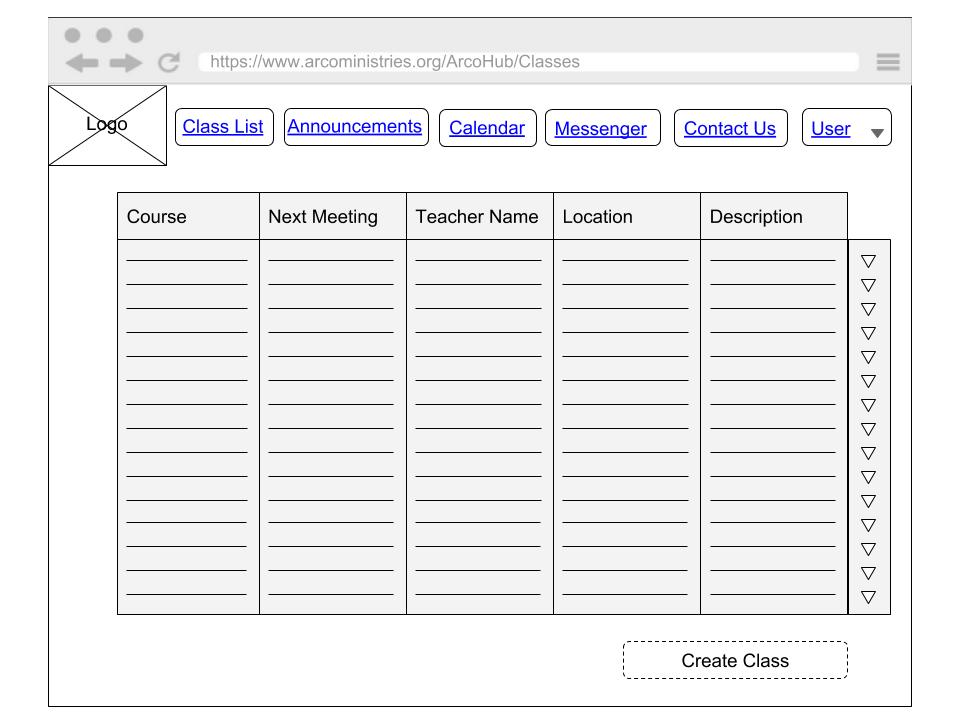 https://www.arcoministries.org/ArcoHub/Classes
Logo
Class List Announcements Calendar Messenger Contact Us User
Course Next Meeting Teacher Name Location Description
Create Class